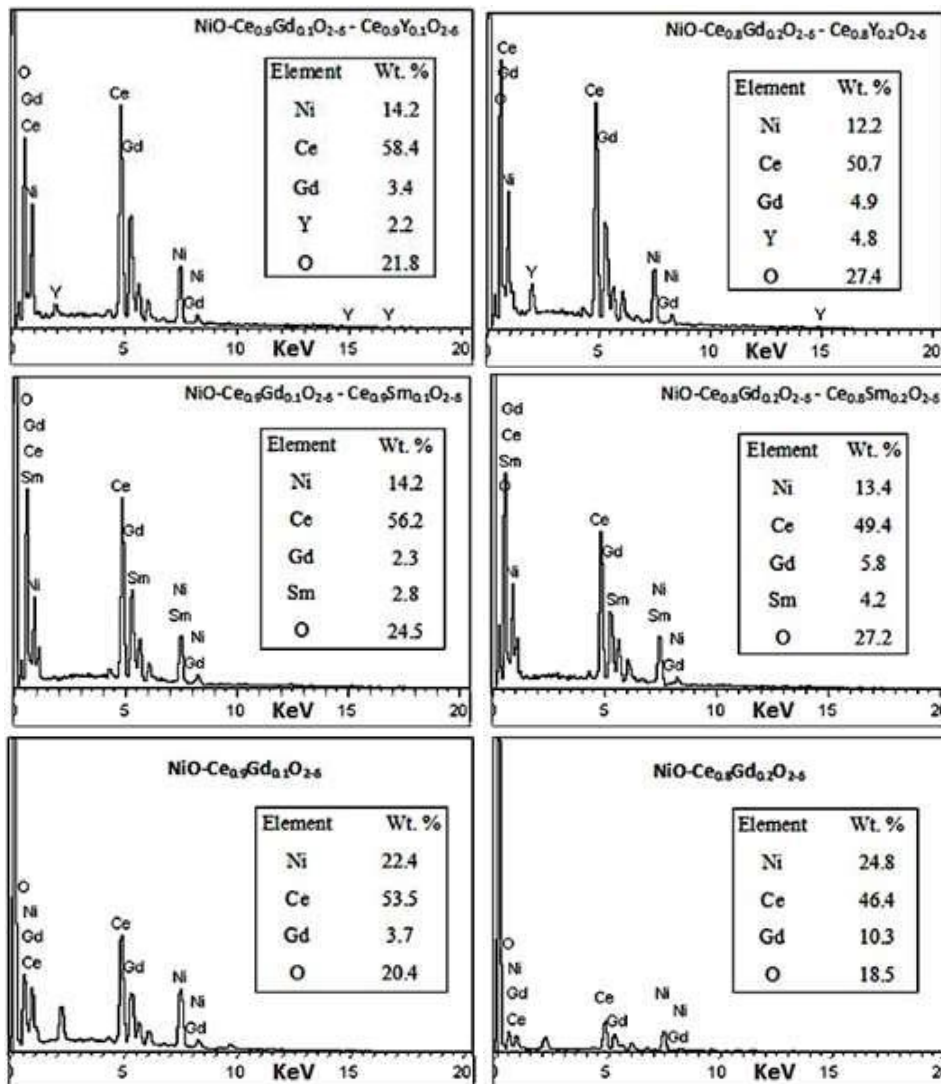 NiO-Ce0.9Gd0.1O2-δ - Ce0.9Y0.1O2-δ
Element Wt. %
Ni 14.2
Ce 58.4
Gd 3.4
Y 2.2
O 21.8
O
Gd
Ce
Ni
Y
Ce
Gd
Ni
Ni
Gd
Y
Y
0 5 10 15 20
KeV
NiO-Ce0.8Gd0.2O2-δ - Ce0.8Y0.2O2-δ
Element Wt. %
Ni 12.2
Ce 50.7
Gd 4.9
Y 4.8
O 27.4
Ce
Gd
O
Ni
Y
Ce
Gd
Ni
Ni
Gd
Y
0 5 10 15 20
KeV
NiO-Ce0.9Gd0.1O2-δ - Ce0.9Sm0.1O2-δ
Element Wt. %
Ni 14.2
Ce 56.2
Gd 2.3
Sm 2.8
O 24.5
O
Gd
Ce
Sm
Ni
Ce
Gd
Sm
Ni
Sm
Ni
Gd
0 5 10 15 20
KeV
NiO-Ce0.8Gd0.2O2-δ - Ce0.8Sm0.2O2-δ
Element Wt. %
Ni 13.4
Ce 49.4
Gd 5.8
Sm 4.2
O 27.2
Gd
Ce
Sm
O
Ni
Ce
Gd
Sm
Ni
Sm
Ni
Gd
0 5 10 15 20
KeV
NiO-Ce0.9Gd0.1O2-δ
Element Wt. %
Ni 22.4
Ce 53.5
Gd 3.7
O 20.4
O
Ni
Gd
Ce
Ce
Gd
Ni
Ni
Gd
0 5 10 15 20
KeV
NiO-Ce0.8Gd0.2O2-δ
Element Wt. %
Ni 24.8
Ce 46.4
Gd 10.3
O 18.5
O
Ni
Gd
Ce
Ce
Gd
Ni
Ni
Gd
0 5 10 15 20
KeV